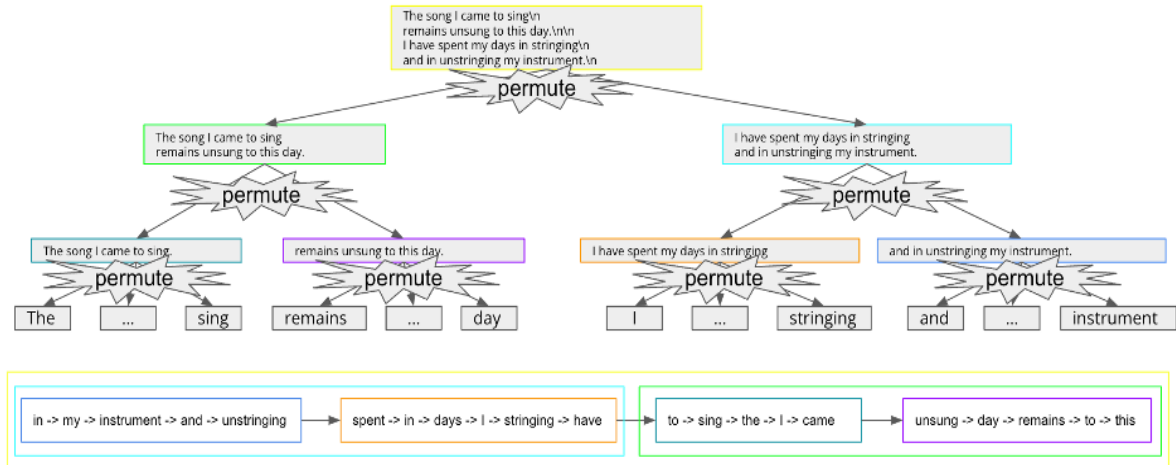 The song I came to sing\n
remains unsung to this day.\n\n
I have spent my days in stringing\n
and in unstringing my instrument.\n
permute
The song I came to sing
remains unsung to this day.
I have spent my days in stringing
and in unstringing my instrument.
permute
permute
The song I came to sing
remains unsung to this day.
I have spent my days in stringing
and in unstringing my instrument.
permute
permute
permute
permute
The
...
sing
remains
...
day
I
...
stringing
and
...
instrument
in -> my -> instrument -> and -> unstringing
spent -> in -> days -> I -> stringing -> have
to -> sing -> the -> I -> came
unsung -> day -> remains -> to -> this